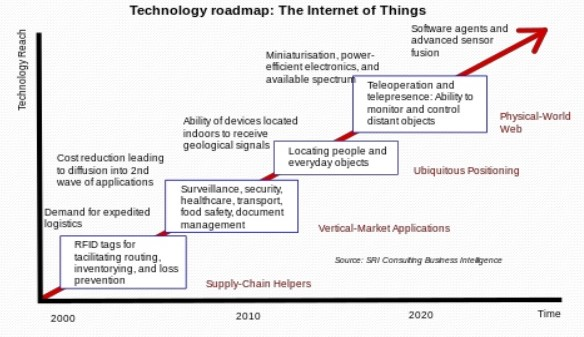 Technology roadmap: The Internet of Things
Technology Reach
Software agents and
advanced sensor
fusion
Miniaturisation, power-
efficient electronics, and
available spectrum
Teleoperation and
telepresence: Ability to
monitor and control
distant objects
Physical-World
Web
Ability of devices located
indoors to receive
geological signals
Locating people and
everyday objects
Ubiquitous Positioning
Cost reduction leading
to diffusion into 2nd
wave of applications
Surveillance, security,
healthcare, transport,
food safety, document
management
Vertical-Market Applications
Demand for expedited
logistics
RFID tags for
facilitating routing,
inventorying, and loss
prevention
Supply-Chain Helpers
Source: SRI Consulting Business Intelligence
2000
2010
2020
Time